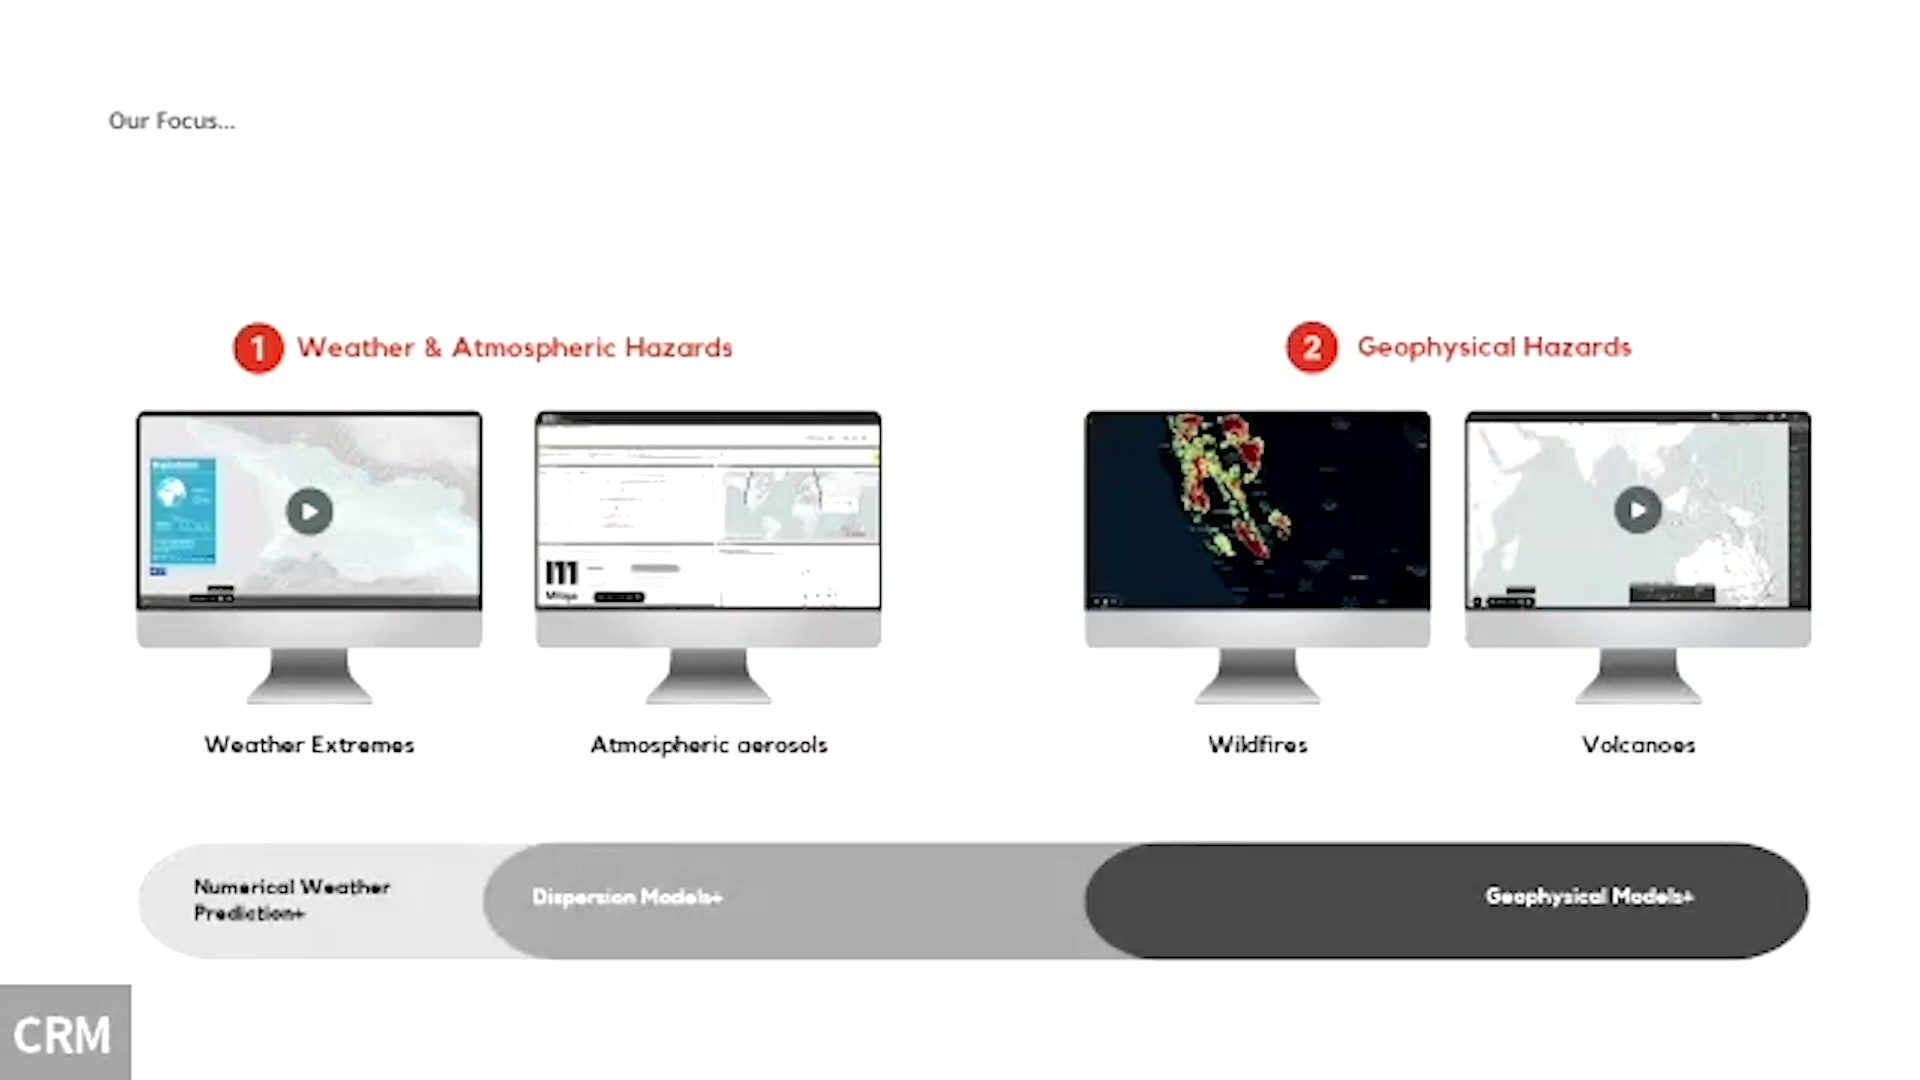 Our Focus...
1 Weather & Atmospheric Hazards
2 Geophysical Hazards
Weather Extremes
Atmospheric aerosols
Wildfires
Volcanoes
Numerical Weather
Prediction+
Dispersion Models+
Geophysical Models+
CRM